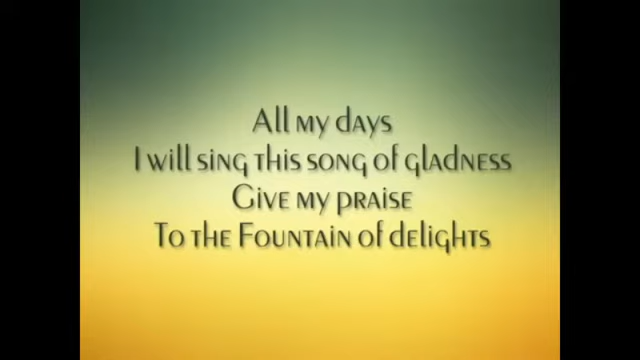 All my days
I will sing this song of gladness
Give my praise
To the Fountain of delights